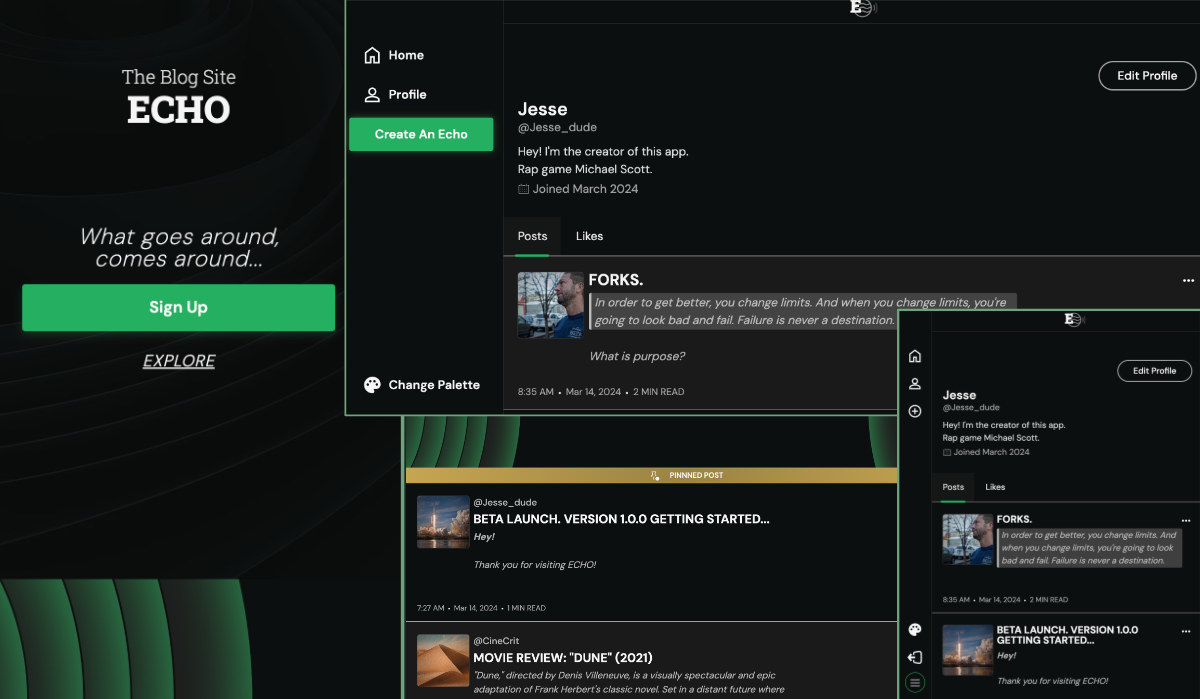 The Blog Site
ECHO
What goes around,
comes around...
Sign Up
EXPLORE
E
Home
Profile
Create An Echo
Change Palette
Edit Profile
Jesse
@Jesse_dude
Hey! I'm the creator of this app.
Rap game Michael Scott.
Joined March 2024
Posts
Likes
FORKS.
In order to get better, you change limits. And when you change limits, you're
going to look bad and fail. Failure is never a destination.
What is purpose?
8:35 AM • Mar 14, 2024 • 2 MIN READ
PINNNED POST
@Jesse_dude
BETA LAUNCH. VERSION 1.0.0 GETTING STARTED...
Hey!
Thank you for visiting ECHO!
7:27 AM • Mar 14, 2024 • 1 MIN READ
@CineCrit
MOVIE REVIEW: "DUNE" (2021)
"Dune," directed by Denis Villeneuve, is a visually spectacular and epic
adaptation of Frank Herbert's classic novel. Set in a distant future where
E
Edit Profile
Jesse
@Jesse_dude
Hey! I'm the creator of this app.
Rap game Michael Scott.
Joined March 2024
Posts
Likes
FORKS.
In order to get better, you change limits. And
when you change limits, you're going to look
bad and fail. Failure is never a destination.
8:35 AM • Mar 14, 2024 • 2 MIN READ
BETA LAUNCH. VERSION 1.0.0
GETTING STARTED...
Hey!
Thank you for visiting ECHO!